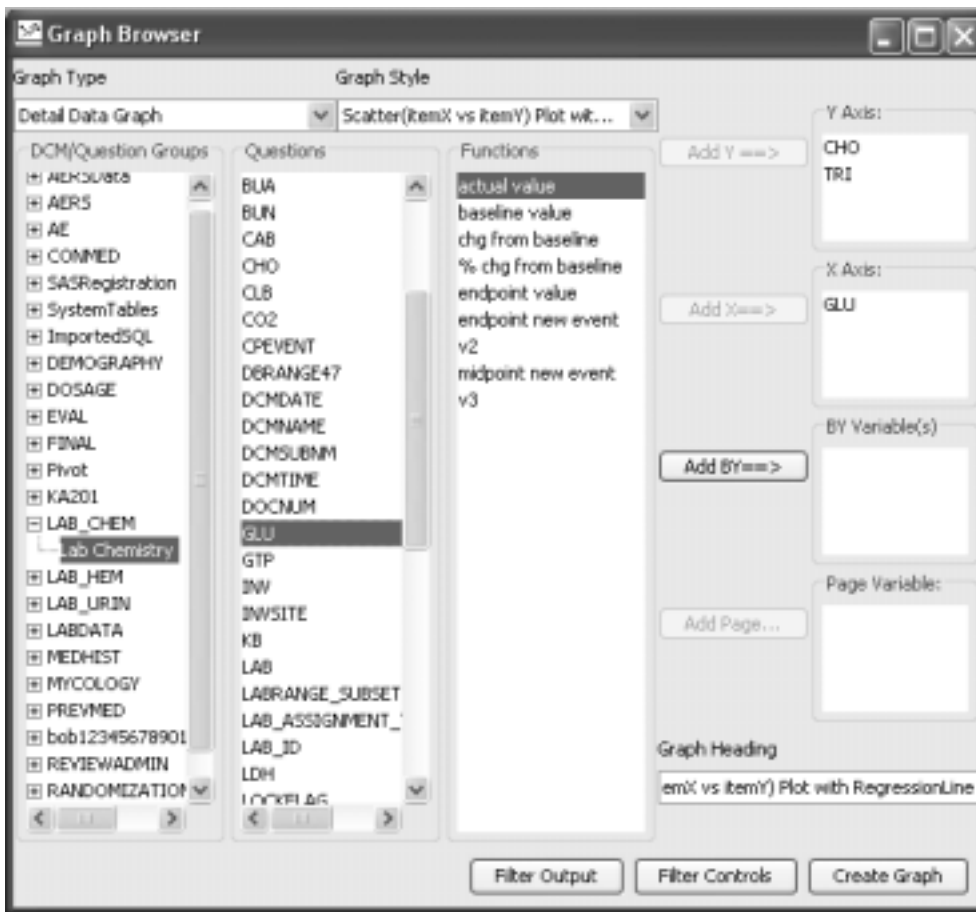 Graph Browser
Graph Type
Graph Style
Detail Data Graph
Scatter(itemX vs itemY) Plot wit...
DCM/Question Groups
AERSData
AERS
AE
CONMED
SASRegistration
SystemTables
ImportedSQL
DEMOGRAPHY
DOSAGE
EVAL
FINAL
Pivot
KA201
LAB_CHEM
Lab Chemistry
LAB_HEM
LAB_URIN
LABDATA
MEDHIST
MYCOLOGY
PREVMED
bob12345678901
REVIEWADMIN
RANDOMIZATION
Questions
BUA
BUN
CAB
CHO
CLB
CO2
CPEVENT
DBRANGE47
DCMDATE
DCMNAME
DCMSUBNM
DCMTIME
DOCNUM
GLU
GTP
INV
INVSITE
KB
LAB
LABRANGE_SUBSET
LAB_ASSIGNMENT_
LAB_ID
LDH
LOCKFLAG
Functions
actual value
baseline value
chg from baseline
% chg from baseline
endpoint value
endpoint new event
v2
midpoint new event
v3
Add Y ==>
Y Axis:
CHO
TRI
Add X==>
X Axis:
GLU
Add BY==>
BY Variable(s)
Add Page...
Page Variable:
Graph Heading
emX vs itemY) Plot with RegressionLine
Filter Output
Filter Controls
Create Graph